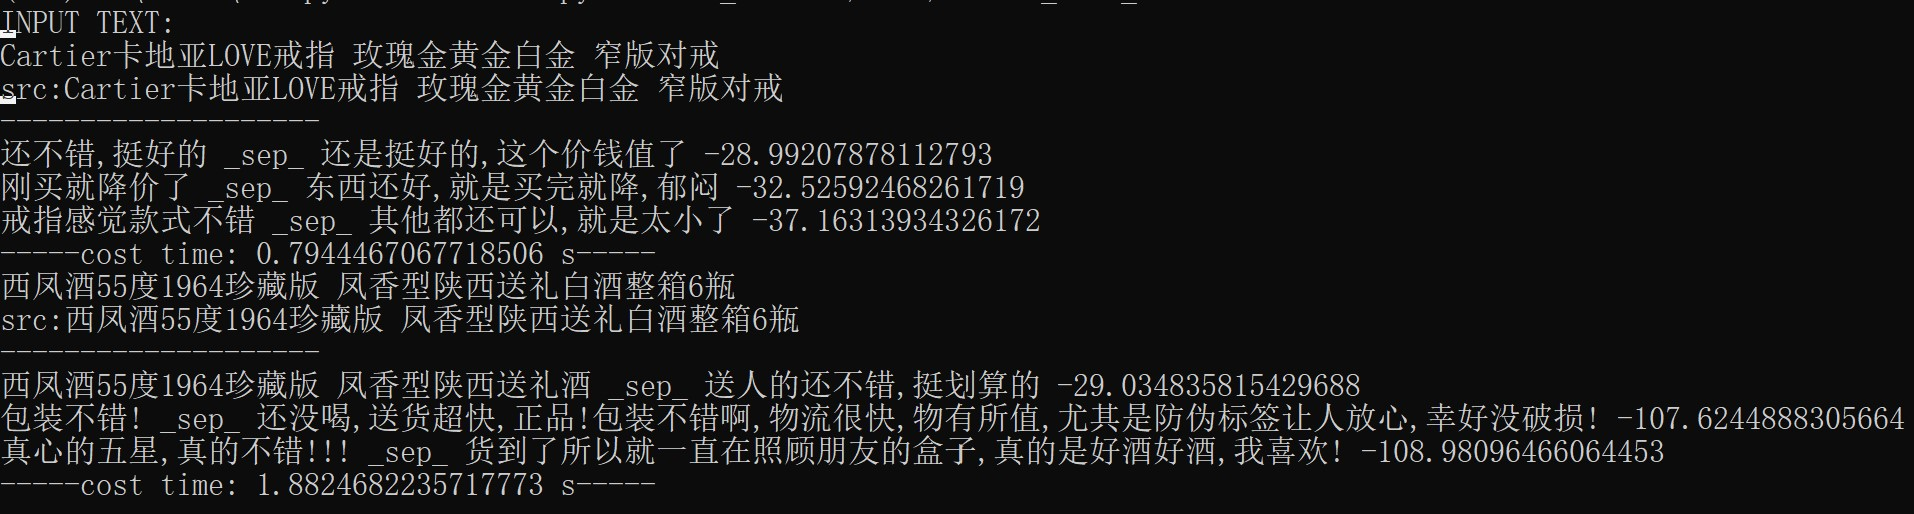 INPUT TEXT:
Cartier卡地亚LOVE戒指 玫瑰金黄金白金 窄版对戒
src:Cartier卡地亚LOVE戒指 玫瑰金黄金白金 窄版对戒
--------------------
还不错,挺好的 _sep_ 还是挺好的,这个价钱值了 -28.99207878112793
刚买就降价了 _sep_ 东西还好,就是买完就降,郁闷 -32.52592468261719
戒指感觉款式不错 _sep_ 其他都还可以,就是太小了 -37.16313934326172
-----cost time: 0.7944467067718506 s-----
西凤酒55度1964珍藏版 凤香型陕西送礼白酒整箱6瓶
src:西凤酒55度1964珍藏版 凤香型陕西送礼白酒整箱6瓶
--------------------
西凤酒55度1964珍藏版 凤香型陕西送礼酒 _sep_ 送人的还不错,挺划算的 -29.034835815429688
包装不错! _sep_ 还没喝,送货超快,正品!包装不错啊,物流很快,物有所值,尤其是防伪标签让人放心,幸好没破损! -107.6244888305664
真心的五星,真的不错!!! _sep_ 货到了所以就一直在照顾朋友的盒子,真的是好酒好酒,我喜欢! -108.98096466064453
-----cost time: 1.8824682235717773 s-----